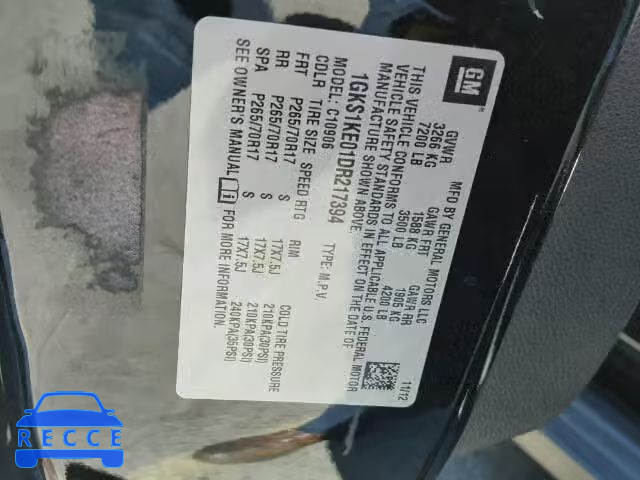 GM
MFD BY GENERAL MOTORS LLC 11/12
GVWR GAWR FRT GAWR RR
3266 KG 1588 KG 1905 KG
7200 LB 3500 LB 4200 LB
THIS VEHICLE CONFORMS TO ALL APPLICABLE U.S. FEDERAL MOTOR
VEHICLE SAFETY STANDARDS IN EFFECT ON THE DATE OF
MANUFACTURE SHOWN ABOVE.
1GKS1KE01DR217394 TYPE: M.P.V.
MODEL: C10906
CDLR TIRE SIZE SPEED RTG RIM COLD TIRE PRESSURE
FRT P265/70R17 S 17X7.5J 210KPA(30PSI)
RR P265/70R17 S 17X7.5J 210KPA(30PSI)
SPA P265/70R17 S 17X7.5J 240KPA(35PSI)
SEE OWNER'S MANUAL FOR MORE INFORMATION.
RECCE